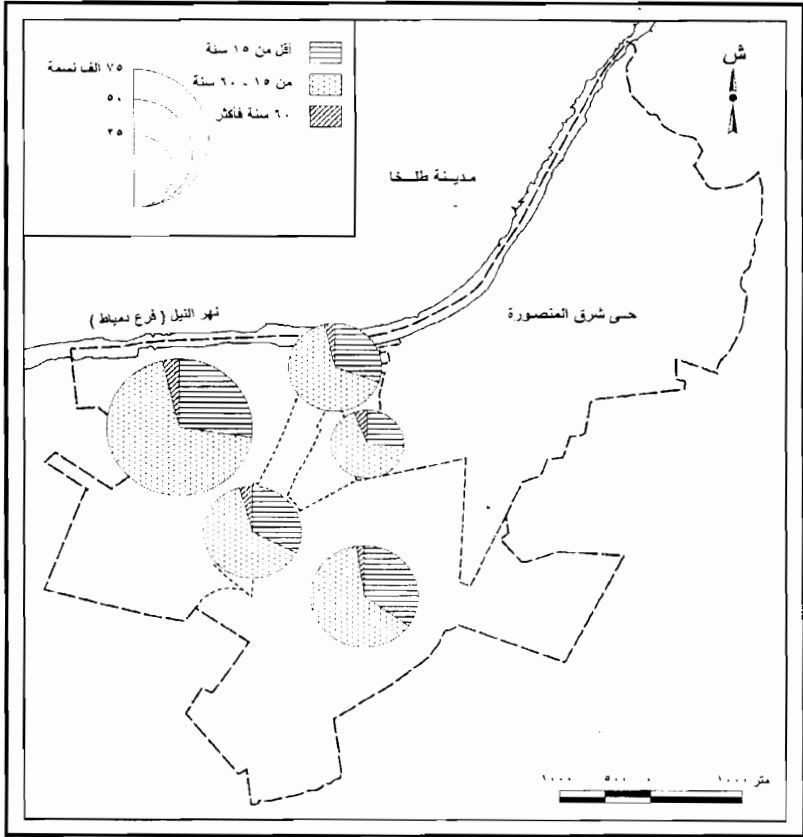 أقل من ١٥ سنة
من ١٥ - ٦٠ سنة
٦٠ سنة فأكثر
٧٥ ألف نسمة
٥٠
٢٥
ش
مدينة طلخا
نهر النيل ( فرع دمياط )
حى شرق المنصورة
١٠٠٠ ٥٠٠ ٠ ١٠٠٠ متر